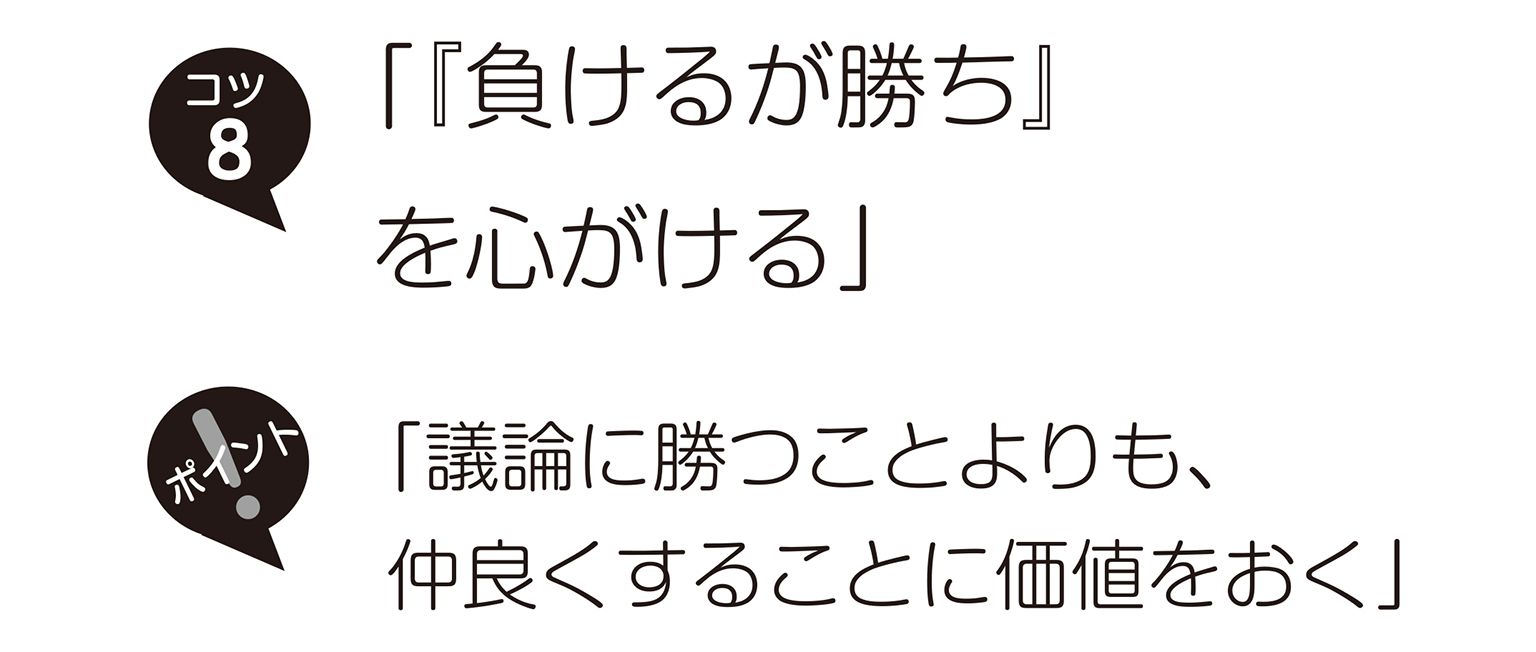 コツ
8
「『負けるが勝ち』
を心がける」
ポイント
「議論に勝つことよりも、
仲良くすることに価値をおく」